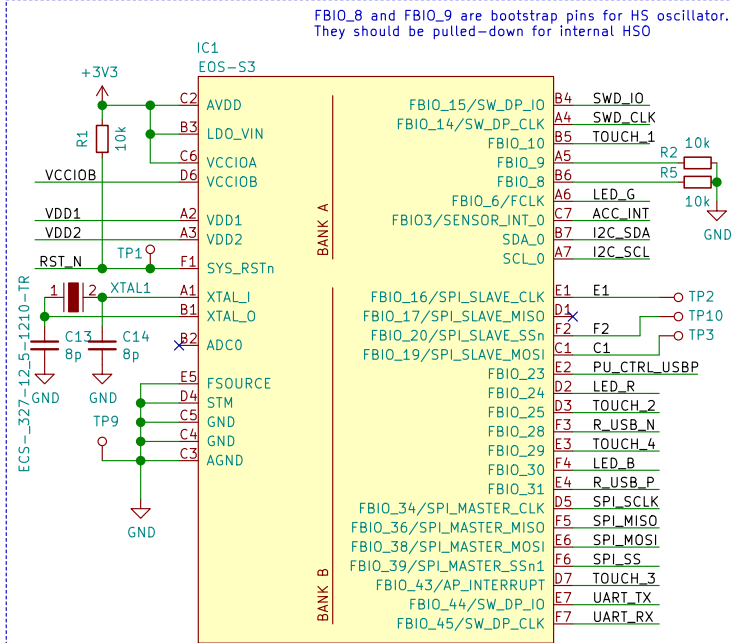 FBIO_8 and FBIO_9 are bootstrap pins for HS oscillator.
They should be pulled-down for internal HSO
IC1
EOS-S3
+3V3
R1
10k
C2 AVDD
B3 LDO_VIN
C6 VCCIOA
VCCIOB D6 VCCIOB
VDD1 A2 VDD1
VDD2 A3 VDD2
RST_N TP1 F1 SYS_RSTn
1 2 XTAL1 A1 XTAL_I
B1 XTAL_O
ECS-_327-12_5-1210-TR
C13 8p
C14 8p
GND
GND
B2 ADC0
E5 FSOURCE
D4 STM
C5 GND
C4 GND
TP9 C3 AGND
GND
BANK A
BANK B
FBIO_15/SW_DP_IO B4 SWD_IO
FBIO_14/SW_DP_CLK A4 SWD_CLK
FBIO_10 B5 TOUCH_1
FBIO_9 A5 R2 10k
FBIO_8 B6 R5 10k
GND
FBIO_6/FCLK A6 LED_G
FBIO3/SENSOR_INT_0 C7 ACC_INT
SDA_0 B7 I2C_SDA
SCL_0 A7 I2C_SCL
FBIO_16/SPI_SLAVE_CLK E1 E1 TP2
FBIO_17/SPI_SLAVE_MISO D1 TP10
FBIO_20/SPI_SLAVE_SSn F2 F2 TP3
FBIO_19/SPI_SLAVE_MOSI C1 C1
FBIO_23 E2 PU_CTRL_USBP
FBIO_24 D2 LED_R
FBIO_25 D3 TOUCH_2
FBIO_28 F3 R_USB_N
FBIO_29 E3 TOUCH_4
FBIO_30 F4 LED_B
FBIO_31 E4 R_USB_P
FBIO_34/SPI_MASTER_CLK D5 SPI_SCLK
FBIO_36/SPI_MASTER_MISO F5 SPI_MISO
FBIO_38/SPI_MASTER_MOSI E6 SPI_MOSI
FBIO_39/SPI_MASTER_SSn1 F6 SPI_SS
FBIO_43/AP_INTERRUPT D7 TOUCH_3
FBIO_44/SW_DP_IO E7 UART_TX
FBIO_45/SW_DP_CLK F7 UART_RX